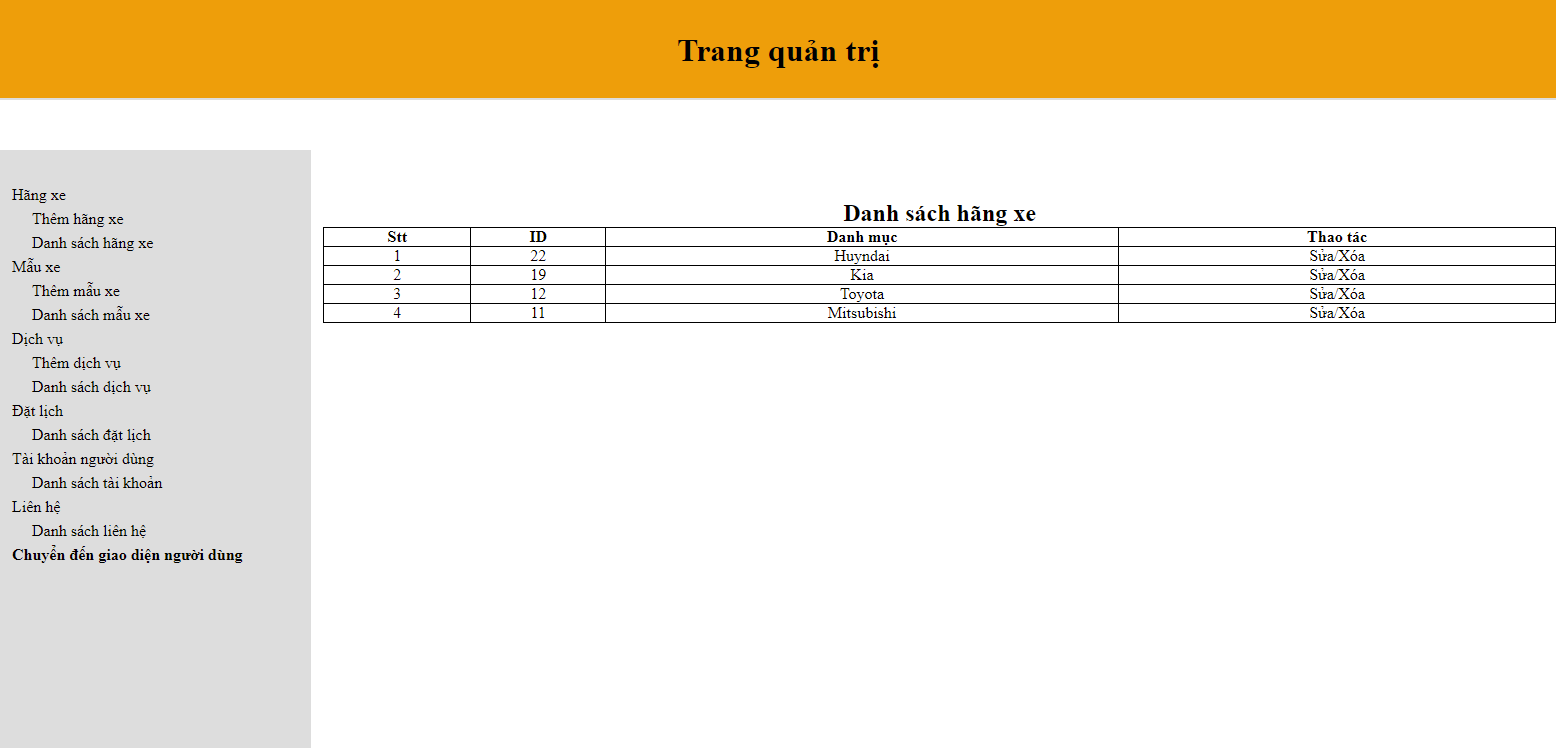 Trang quản trị
Hãng xe
Thêm hãng xe
Danh sách hãng xe
Mẫu xe
Thêm mẫu xe
Danh sách mẫu xe
Dịch vụ
Thêm dịch vụ
Danh sách dịch vụ
Đặt lịch
Danh sách đặt lịch
Tài khoản người dùng
Danh sách tài khoản
Liên hệ
Danh sách liên hệ
Chuyển đến giao diện người dùng
Danh sách hãng xe
Stt ID Danh mục Thao tác
1 22 Huyndai Sửa/Xóa
2 19 Kia Sửa/Xóa
3 12 Toyota Sửa/Xóa
4 11 Mitsubishi Sửa/Xóa